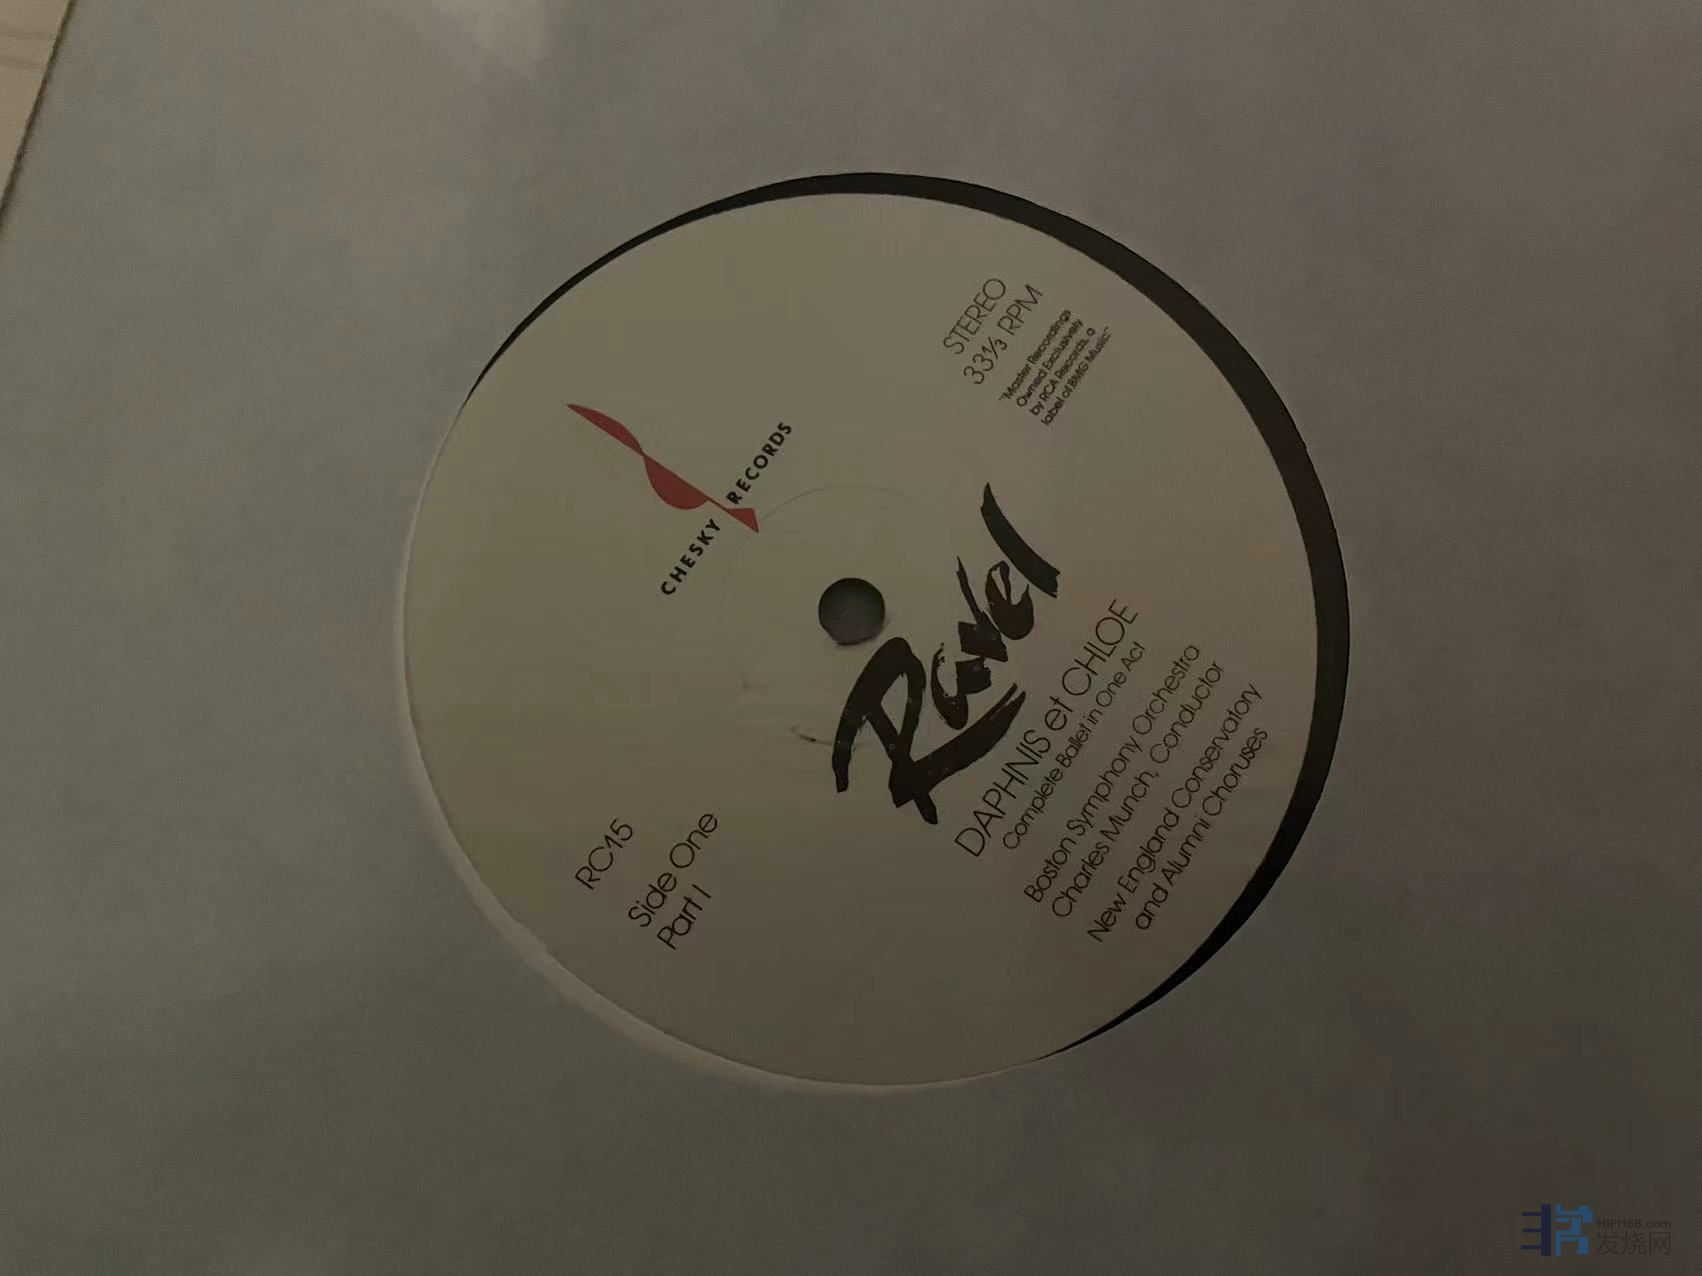 CHESKY RECORDS
STEREO
33⅓ RPM
"Master Recordings
Owned Exclusively
by RCA Records, a
label of BMG Music"
RC15
Side One
Part I
Ravel
DAPHNIS et CHLOE
Complete Ballet in One Act
Boston Symphony Orchestra
Charles Munch, Conductor
New England Conservatory
and Alumni Choruses
HIFI168.com
发烧网